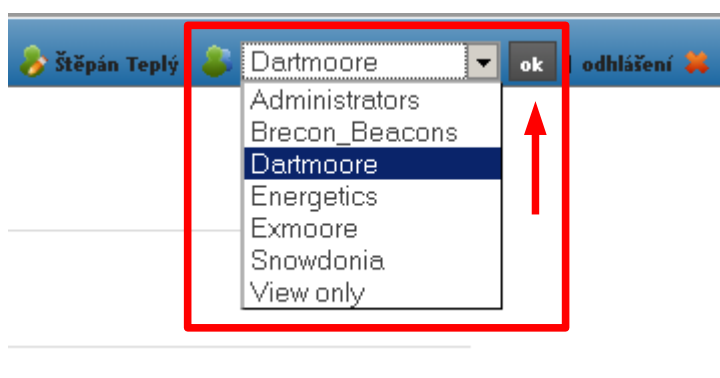 Štěpán Teplý Dartmoore ok odhlášení
Administrators
Brecon_Beacons
Dartmoore
Energetics
Exmoore
Snowdonia
View only